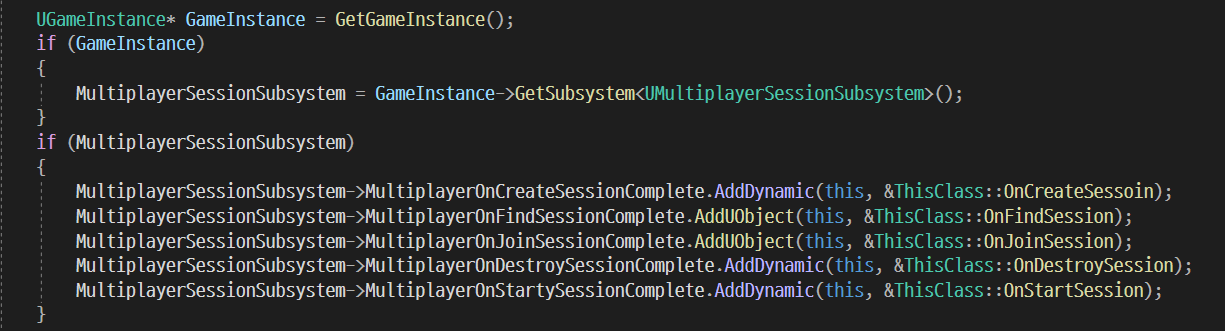 UGameInstance* GameInstance = GetGameInstance();
if (GameInstance)
{
MultiplayerSessionSubsystem = GameInstance->GetSubsystem<UMultiplayerSessionSubsystem>();
}
if (MultiplayerSessionSubsystem)
{
MultiplayerSessionSubsystem->MultiplayerOnCreateSessionComplete.AddDynamic(this, &ThisClass::OnCreateSessoin);
MultiplayerSessionSubsystem->MultiplayerOnFindSessionComplete.AddUObject(this, &ThisClass::OnFindSession);
MultiplayerSessionSubsystem->MultiplayerOnJoinSessionComplete.AddUObject(this, &ThisClass::OnJoinSession);
MultiplayerSessionSubsystem->MultiplayerOnDestroySessionComplete.AddDynamic(this, &ThisClass::OnDestroySession);
MultiplayerSessionSubsystem->MultiplayerOnStartySessionComplete.AddDynamic(this, &ThisClass::OnStartSession);
}